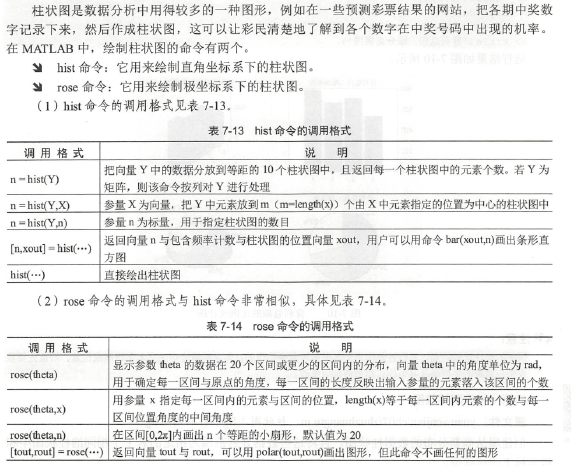 柱状图是数据分析中用得较多的一种图形，例如在一些预测彩票结果的网站，把各期中奖数
字记录下来，然后作成柱状图，这可以让彩民清楚地了解到各个数字在中奖号码中出现的机率。
在 MATLAB 中，绘制柱状图的命令有两个。
hist 命令：它用来绘制直角坐标系下的柱状图。
rose 命令：它用来绘制极坐标系下的柱状图。
（1）hist 命令的调用格式见表 7-13。
表 7-13 hist 命令的调用格式
调 用 格 式 说 明
n = hist(Y) 把向量 Y 中的数据分放到等距的 10 个柱状图中，且返回每一个柱状图中的元素个数。若 Y 为
矩阵，则该命令按列对 Y 进行处理
n = hist(Y,X) 参量 X 为向量，把 Y 中元素放到 m（m=length(x)）个由 X 中元素指定的位置为中心的柱状图中
n = hist(Y,n) 参量 n 为标量，用于指定柱状图的数目
[n,xout] = hist(⋯) 返回向量 n 与包含频率计数与柱状图的位置向量 xout，用户可以用命令 bar(xout,n)画出条形直
方图
hist(⋯) 直接绘出柱状图
（2）rose 命令的调用格式与 hist 命令非常相似，具体见表 7-14。
表 7-14 rose 命令的调用格式
调 用 格 式 说 明
rose(theta) 显示参数 theta 的数据在 20 个区间或更少的区间内的分布，向量 theta 中的角度单位为 rad，
用于确定每一区间与原点的角度，每一区间的长度反映出输入参量的元素落入该区间的个数
rose(theta,x) 用参量 x 指定每一区间内的元素与区间的位置，length(x)等于每一区间内元素的个数与每一
区间位置角度的中间角度
rose(theta,n) 在区间[0,2π]内画出 n 个等距的小扇形，默认值为 20
[tout,rout] = rose(⋯) 返回向量 tout 与 rout，可以用 polar(tout,rout)画出图形，但此命令不画任何的图形